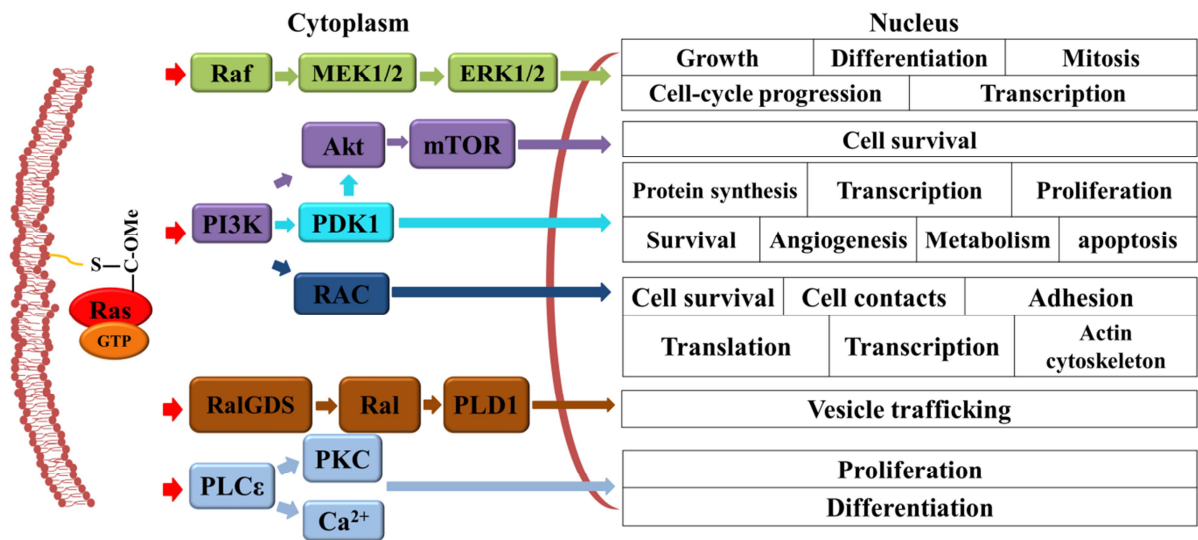 Cytoplasm
Nucleus
Raf
MEK1/2
ERK1/2
Growth
Differentiation
Mitosis
Cell-cycle progression
Transcription
Akt
mTOR
Cell survival
PI3K
PDK1
Protein synthesis
Transcription
Proliferation
Survival
Angiogenesis
Metabolism
apoptosis
S
C-OMe
Ras
GTP
RAC
Cell survival
Cell contacts
Adhesion
Translation
Transcription
Actin
cytoskeleton
RalGDS
Ral
PLD1
Vesicle trafficking
PLCε
PKC
Ca²⁺
Proliferation
Differentiation